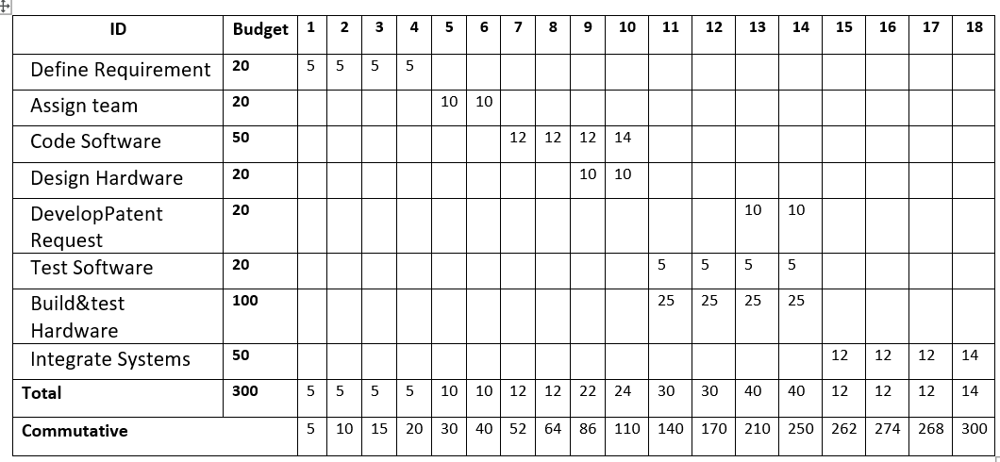 ID Budget 1 2 3 4 5 6 7 8 9 10 11 12 13 14 15 16 17 18
Define Requirement 20 5 5 5 5
Assign team 20 10 10
Code Software 50 12 12 12 14
Design Hardware 20 10 10
DevelopPatent 20 10 10
Request
Test Software 20 5 5 5 5
Build&test 100 25 25 25 25
Hardware
Integrate Systems 50 12 12 12 14
Total 300 5 5 5 5 10 10 12 12 22 24 30 30 40 40 12 12 12 14
Commutative 5 10 15 20 30 40 52 64 86 110 140 170 210 250 262 274 268 300